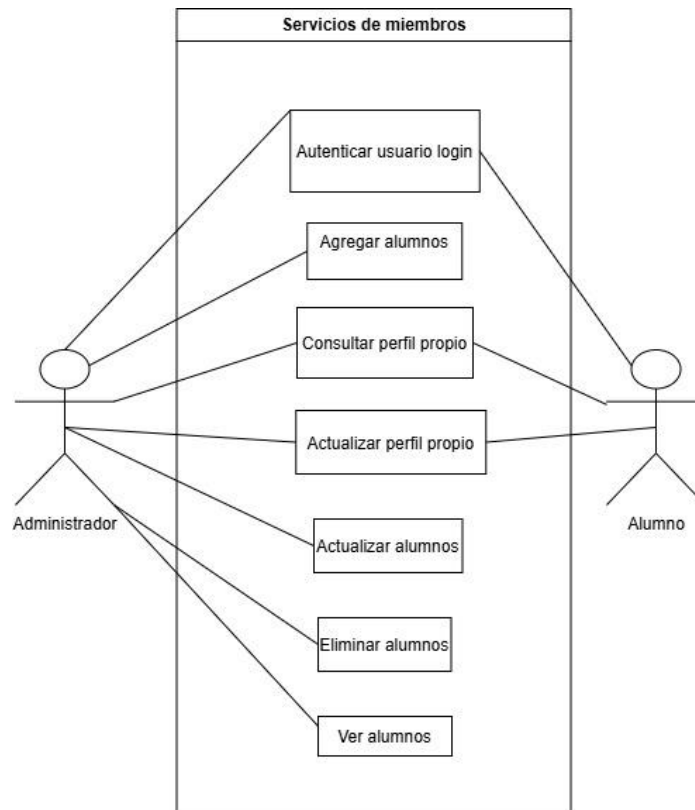 Servicios de miembros
Autenticar usuario login
Agregar alumnos
Consultar perfil propio
Actualizar perfil propio
Administrador
Alumno
Actualizar alumnos
Eliminar alumnos
Ver alumnos